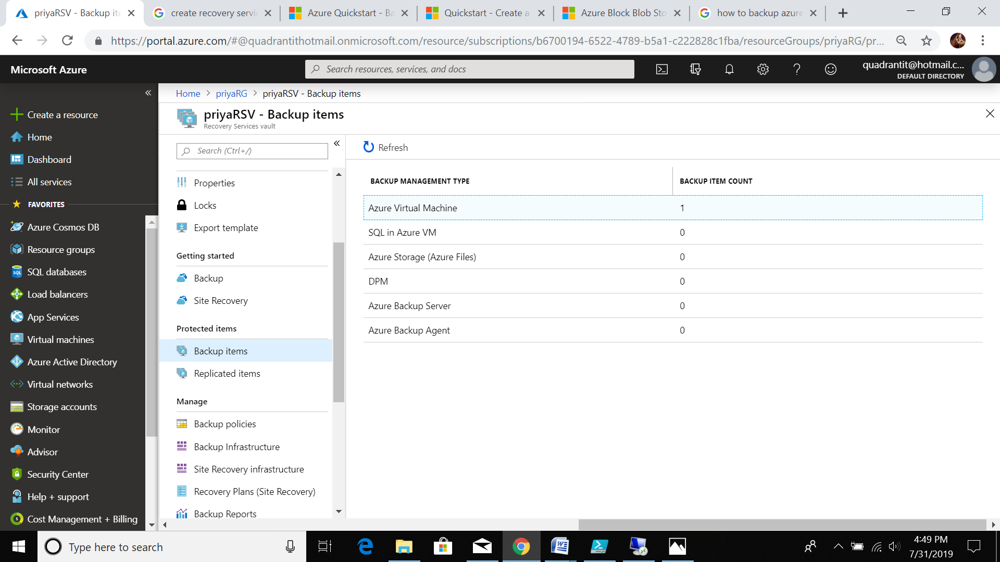 priyaRSV - Backup ite
create recovery servic
Azure Quickstart - Ba
Quickstart - Create a
Azure Block Blob Sto
how to backup azure
https://portal.azure.com/#@quadrantithotmail.onmicrosoft.com/resource/subscriptions/b6700194-6522-4789-b5a1-c222828c1fba/resourceGroups/priyaRG/pr...
Microsoft Azure
Search resources, services, and docs
quadrantit@hotmail.c...
DEFAULT DIRECTORY
Create a resource
Home
Dashboard
All services
FAVORITES
Azure Cosmos DB
Resource groups
SQL
SQL databases
Load balancers
App Services
Virtual machines
Azure Active Directory
Virtual networks
Storage accounts
Monitor
Advisor
Security Center
Help + support
Cost Management + Billing
Home > priyaRG > priyaRSV - Backup items
priyaRSV - Backup items
Recovery Services vault
Search (Ctrl+/)
Properties
Locks
Export template
Getting started
Backup
Site Recovery
Protected items
Backup items
Replicated items
Manage
Backup policies
Backup Infrastructure
Site Recovery infrastructure
Recovery Plans (Site Recovery)
Backup Reports
Refresh
BACKUP MANAGEMENT TYPE BACKUP ITEM COUNT
Azure Virtual Machine 1
SQL in Azure VM 0
Azure Storage (Azure Files) 0
DPM 0
Azure Backup Server 0
Azure Backup Agent 0
Type here to search
4:49 PM
7/31/2019